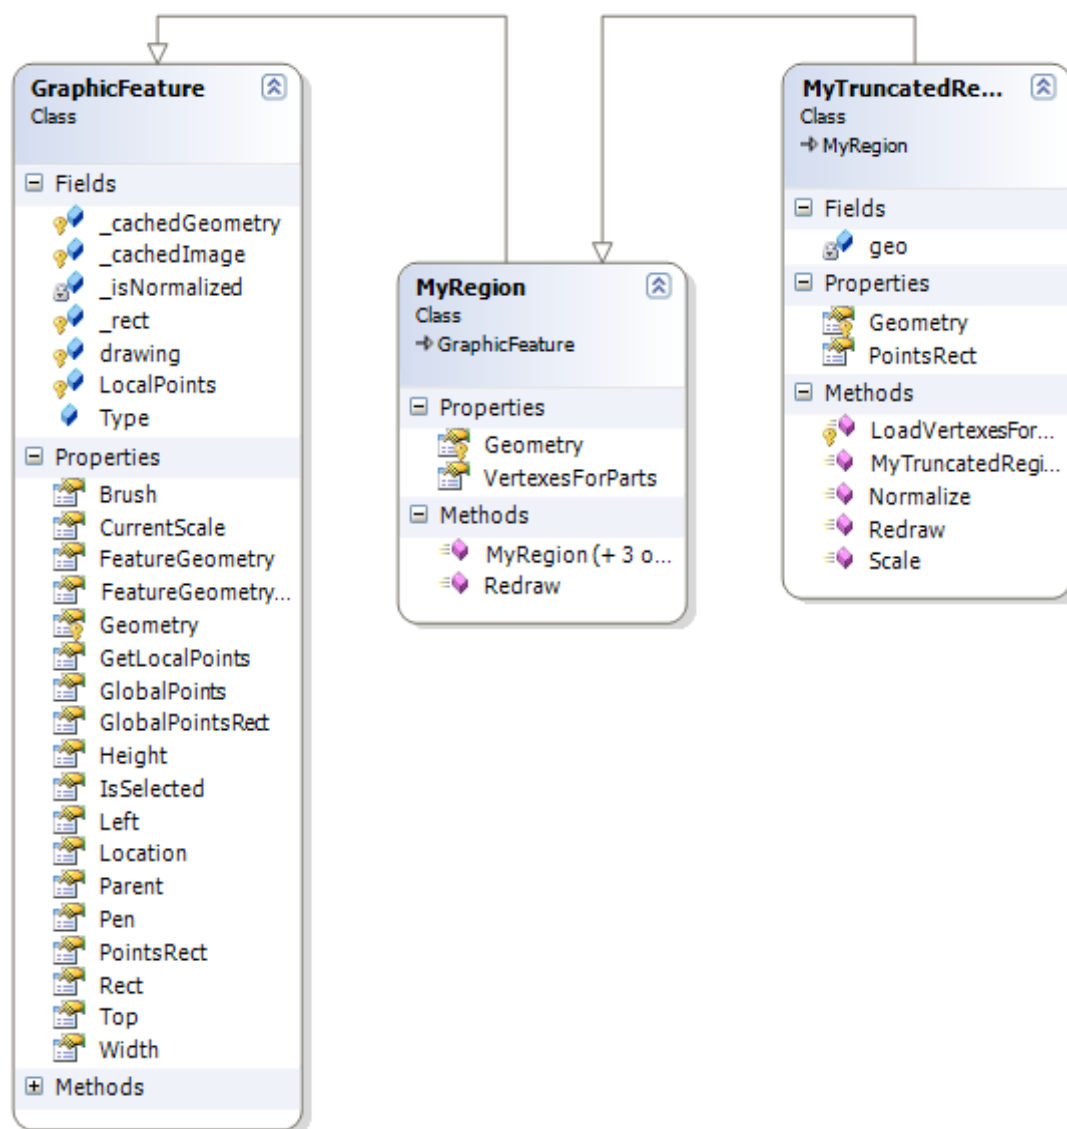 GraphicFeature
Class
Fields
_cachedGeometry
_cachedImage
_isNormalized
_rect
drawing
LocalPoints
Type
Properties
Brush
CurrentScale
FeatureGeometry
FeatureGeometry...
Geometry
GetLocalPoints
GlobalPoints
GlobalPointsRect
Height
IsSelected
Left
Location
Parent
Pen
PointsRect
Rect
Top
Width
Methods
MyRegion
Class
GraphicFeature
Properties
Geometry
VertexesForParts
Methods
MyRegion (+ 3 o...
Redraw
MyTruncatedRe...
Class
MyRegion
Fields
geo
Properties
Geometry
PointsRect
Methods
LoadVertexesFor...
MyTruncatedRegi...
Normalize
Redraw
Scale